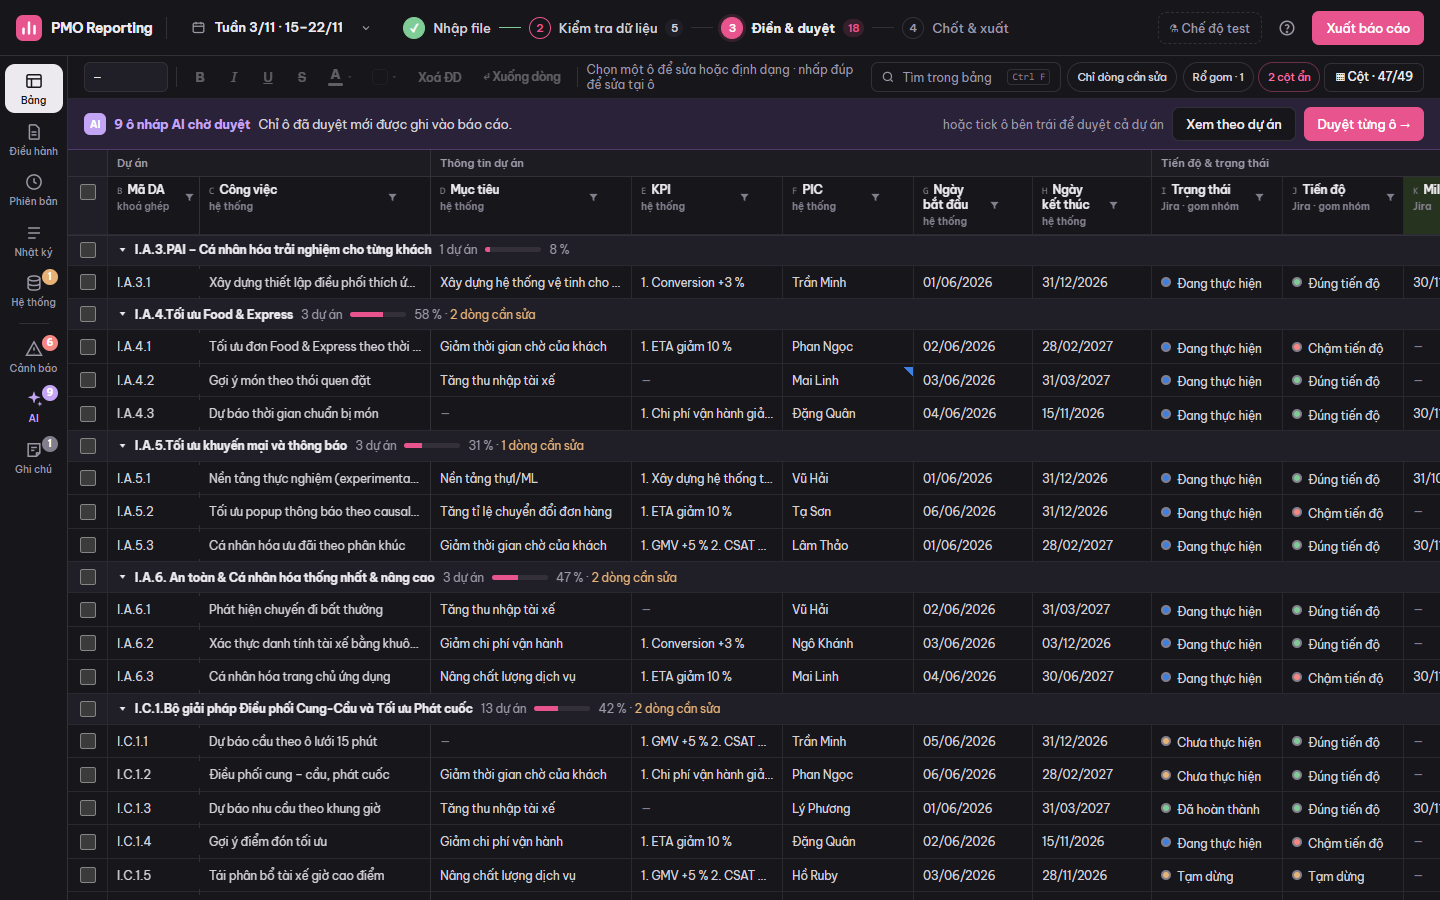 PMO Reporting
Tuần 3/11 · 15–22/11
Nhập file
2 Kiểm tra dữ liệu 5
3 Điền & duyệt 18
4 Chốt & xuất
Chế độ test
Xuất báo cáo
Bảng
Điều hành
Phiên bản
Nhật ký
1
Hệ thống
6
Cảnh báo
9
AI
1
Ghi chú
–
B I U S A
Xoá ĐD
Xuống dòng
Chọn một ô để sửa hoặc định dạng · nhấp đúp
để sửa tại ô
Tìm trong bảng Ctrl F
Chỉ dòng cần sửa
Rổ gom · 1
2 cột ẩn
Cột · 47/49
AI 9 ô nháp AI chờ duyệt Chỉ ô đã duyệt mới được ghi vào báo cáo.
hoặc tick ô bên trái để duyệt cả dự án
Xem theo dự án
Duyệt từng ô →
Dự án Thông tin dự án Tiến độ & trạng thái
B Mã DA
khoá ghép
C Công việc
hệ thống
D Mục tiêu
hệ thống
E KPI
hệ thống
F PIC
hệ thống
G Ngày
bắt đầu
hệ thống
H Ngày
kết thúc
hệ thống
I Trạng thái
Jira · gom nhóm
J Tiến độ
Jira · gom nhóm
K Mil
Jira
I.A.3.PAI – Cá nhân hóa trải nghiệm cho từng khách 1 dự án 8 %
I.A.3.1 Xây dựng thiết lập điều phối thích ứ... Xây dựng hệ thống vệ tinh cho ... 1. Conversion +3 % Trần Minh 01/06/2026 31/12/2026 Đang thực hiện Đúng tiến độ 30/1
I.A.4.Tối ưu Food & Express 3 dự án 58 % · 2 dòng cần sửa
I.A.4.1 Tối ưu đơn Food & Express theo thời ... Giảm thời gian chờ của khách 1. ETA giảm 10 % Phan Ngọc 02/06/2026 28/02/2027 Đang thực hiện Chậm tiến độ –
I.A.4.2 Gợi ý món theo thói quen đặt Tăng thu nhập tài xế – Mai Linh 03/06/2026 31/03/2027 Đang thực hiện Đúng tiến độ –
I.A.4.3 Dự báo thời gian chuẩn bị món – 1. Chi phí vận hành giả... Đặng Quân 04/06/2026 15/11/2026 Đang thực hiện Đúng tiến độ 30/1
I.A.5.Tối ưu khuyến mại và thông báo 3 dự án 31 % · 1 dòng cần sửa
I.A.5.1 Nền tảng thực nghiệm (experimenta... Nền tảng thực1/ML 1. Xây dựng hệ thống t... Vũ Hải 01/06/2026 31/12/2026 Đang thực hiện Đúng tiến độ 31/10
I.A.5.2 Tối ưu popup thông báo theo causal... Tăng tỉ lệ chuyển đổi đơn hàng 1. ETA giảm 10 % Tạ Sơn 06/06/2026 31/12/2026 Đang thực hiện Chậm tiến độ –
I.A.5.3 Cá nhân hóa ưu đãi theo phân khúc Giảm thời gian chờ của khách 1. GMV +5 % 2. CSAT ... Lâm Thảo 01/06/2026 28/02/2027 Đang thực hiện Đúng tiến độ 30/1
I.A.6. An toàn & Cá nhân hóa thống nhất & nâng cao 3 dự án 47 % · 2 dòng cần sửa
I.A.6.1 Phát hiện chuyến đi bất thường Tăng thu nhập tài xế – Vũ Hải 02/06/2026 31/03/2027 Đang thực hiện Đúng tiến độ –
I.A.6.2 Xác thực danh tính tài xế bằng khuô... Giảm chi phí vận hành 1. Conversion +3 % Ngô Khánh 03/06/2026 03/12/2026 Đang thực hiện Đúng tiến độ –
I.A.6.3 Cá nhân hóa trang chủ ứng dụng Nâng chất lượng dịch vụ 1. ETA giảm 10 % Mai Linh 04/06/2026 30/06/2027 Đang thực hiện Chậm tiến độ 30/1
I.C.1.Bộ giải pháp Điều phối Cung-Cầu và Tối ưu Phát cuốc 13 dự án 42 % · 2 dòng cần sửa
I.C.1.1 Dự báo cầu theo ô lưới 15 phút – 1. GMV +5 % 2. CSAT ... Trần Minh 05/06/2026 31/12/2026 Chưa thực hiện Đúng tiến độ –
I.C.1.2 Điều phối cung – cầu, phát cuốc Giảm thời gian chờ của khách 1. Chi phí vận hành giả... Phan Ngọc 06/06/2026 28/02/2027 Chưa thực hiện Đúng tiến độ –
I.C.1.3 Dự báo nhu cầu theo khung giờ Tăng thu nhập tài xế – Lý Phương 01/06/2026 31/03/2027 Đã hoàn thành Đúng tiến độ 30/1
I.C.1.4 Gợi ý điểm đón tối ưu Giảm chi phí vận hành 1. ETA giảm 10 % Đặng Quân 02/06/2026 15/11/2026 Đang thực hiện Chậm tiến độ –
I.C.1.5 Tái phân bổ tài xế giờ cao điểm Nâng chất lượng dịch vụ 1. GMV +5 % 2. CSAT ... Hồ Ruby 03/06/2026 28/11/2026 Tạm dừng Tạm dừng –